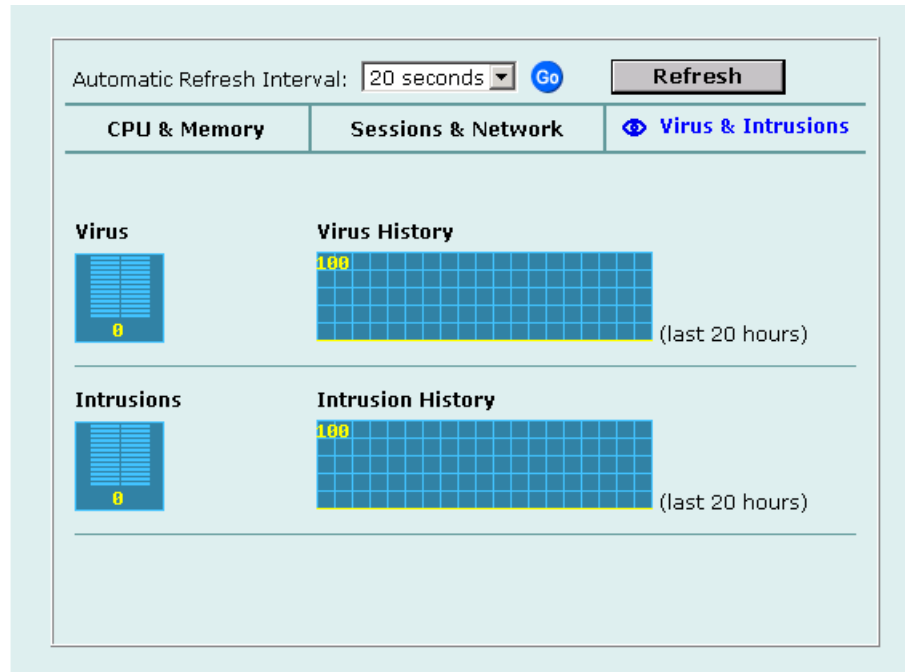 Automatic Refresh Interval: 20 seconds Go Refresh
CPU & Memory Sessions & Network Virus & Intrusions
Virus Virus History
100
0
(last 20 hours)
Intrusions Intrusion History
100
0
(last 20 hours)